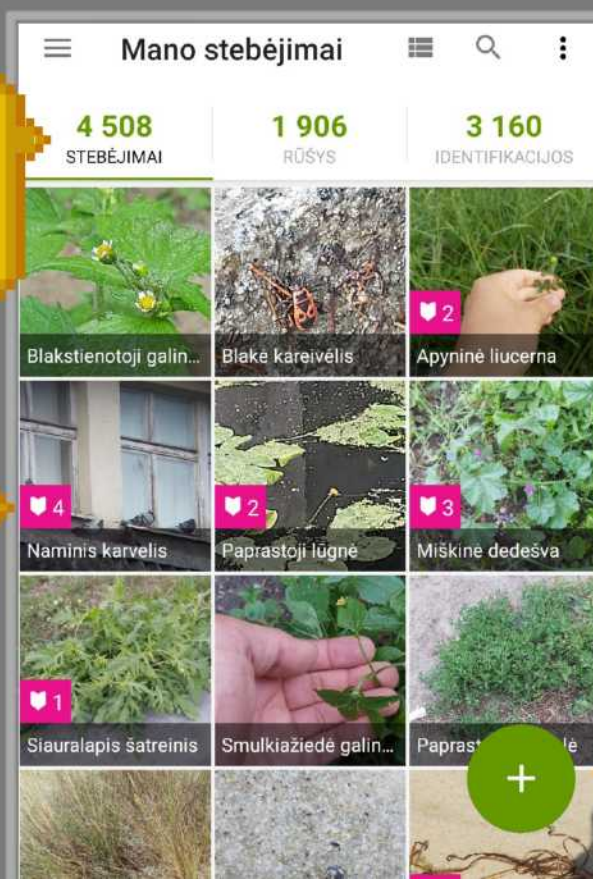 Mano stebėjimai
4 508
STEBĖJIMAI
1 906
RŪŠYS
3 160
IDENTIFIKACIJOS
Blakstienotoji galin...
Blakė kareivėlis
2
Apyninė liucerna
4
Naminis karvelis
2
Paprastoji lūgnė
3
Miškinė dedešva
1
Siauralapis šatreinis
Smulkiažiedė galin...